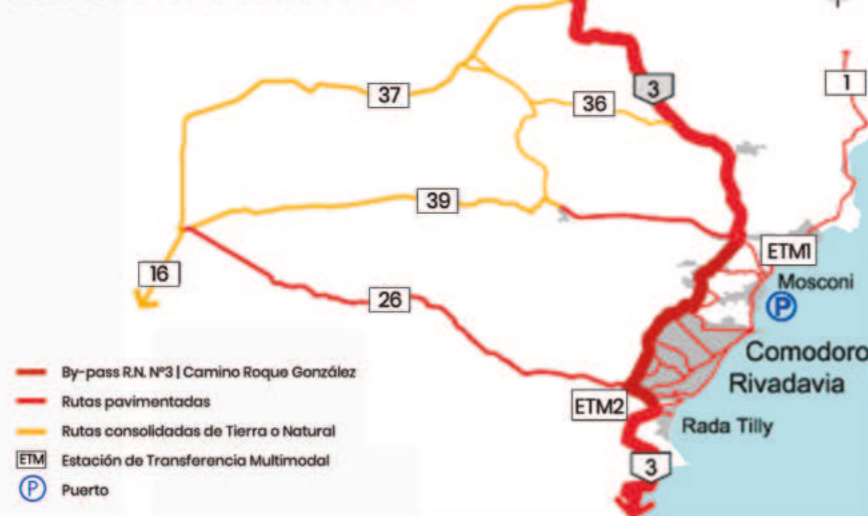 3
1
37
36
39
ETM1
16
Mosconi
26
P
Comodoro
Rivadavia
ETM2
Rada Tilly
3
By-pass R.N. Nº3 | Camino Roque González
Rutas pavimentadas
Rutas consolidadas de Tierra o Natural
ETM Estación de Transferencia Multimodal
P Puerto